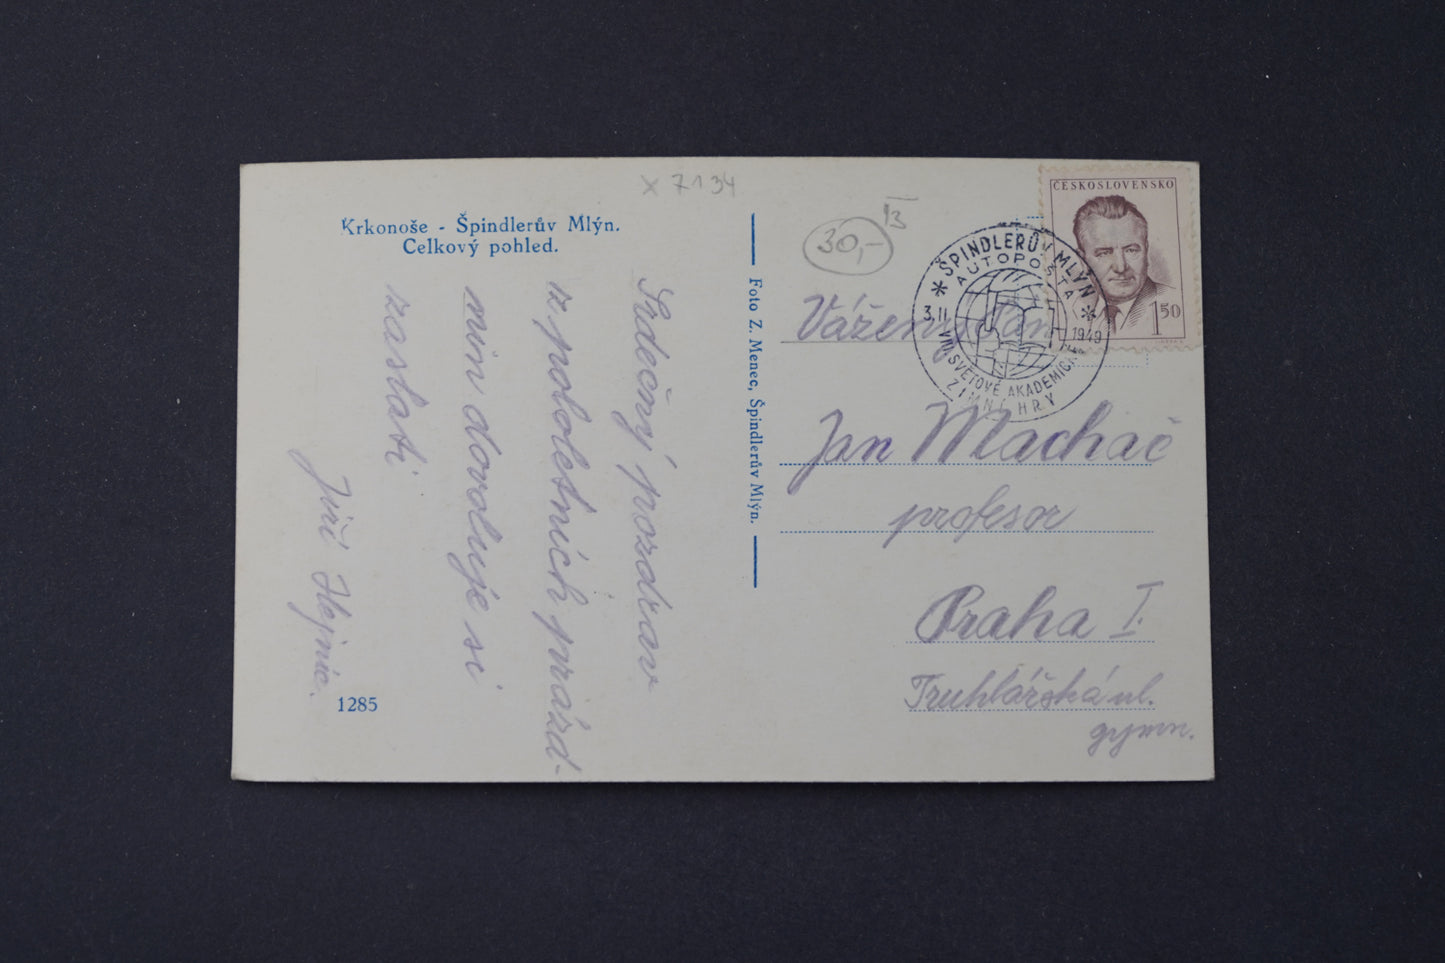 x 7134
Krkonoše - Špindlerův Mlýn.
Celkový pohled.
Srdečný pozdrav
z pololetních prázd-
nin dovoluje si
zaslati
Jiří Hejnic.
1285
Foto Z. Menec, Špindlerův Mlýn.
30,-
13
ČESKOSLOVENSKO
1 50
ŠPINDLERŮV MLÝN
AUTOPOŠTA
3.II. 1949
VIII. SVĚTOVÉ AKADEMICKÉ
ZIMNÍ HRY
Vážený pan
Jan Machač
profesor
Praha I.
Truhlářská ul.
gymn.